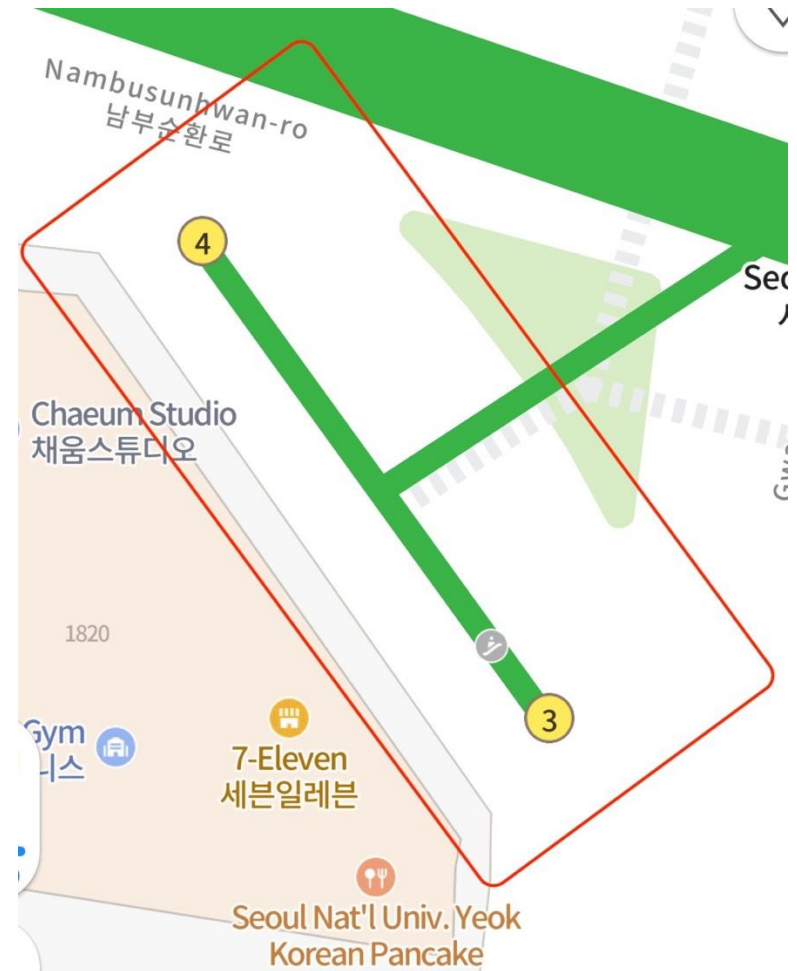 Nambusunhwan-ro
남부순환로
4
Chaeum Studio
채움스튜디오
1820
3
Gym
7-Eleven
세븐일레븐
Seoul Nat'l Univ. Yeok
Korean Pancake